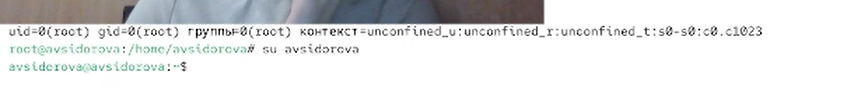 uid=0(root) gid=0(root) группы=0(root) контекст=unconfined_u:unconfined_r:unconfined_t:s0-s0:c0.c1023
root@avsidorova:/home/avsidorova# su avsidorova
avsidorova@avsidorova:~$